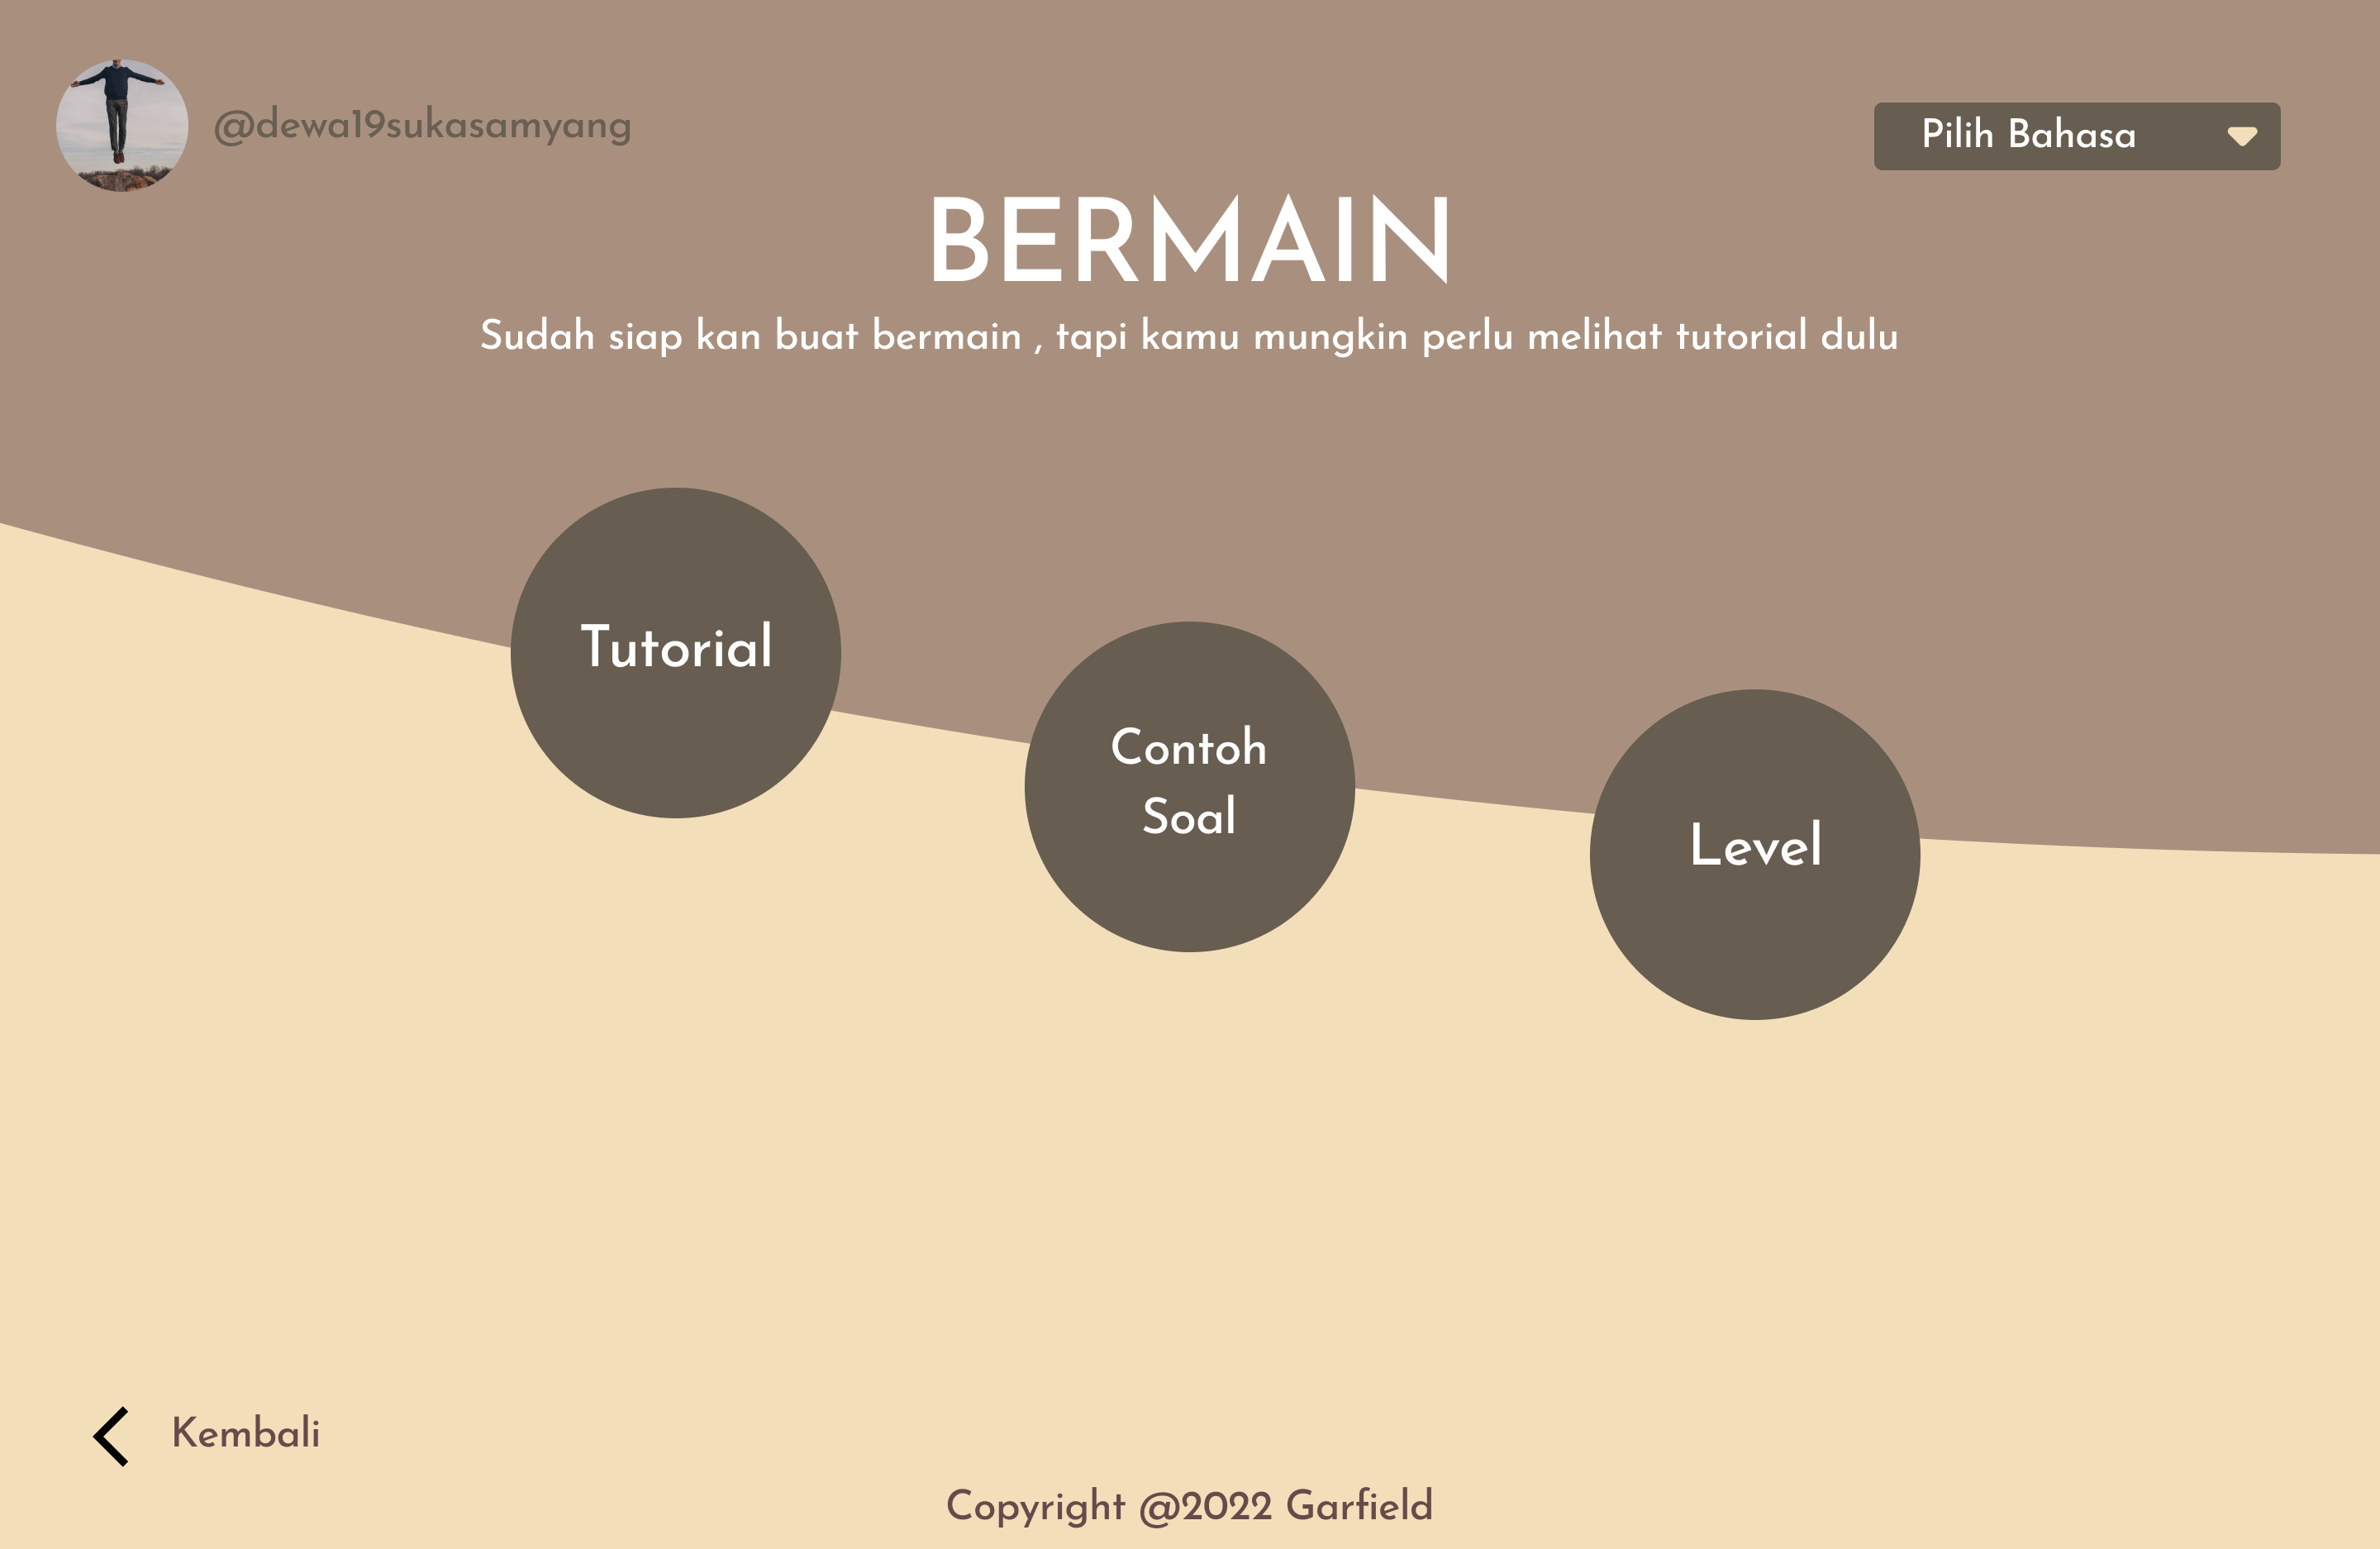 @dewa19sukasamyang
Pilih Bahasa
BERMAIN
Sudah siap kan buat bermain , tapi kamu mungkin perlu melihat tutorial dulu
Tutorial
Contoh
Soal
Level
Kembali
Copyright @2022 Garfield